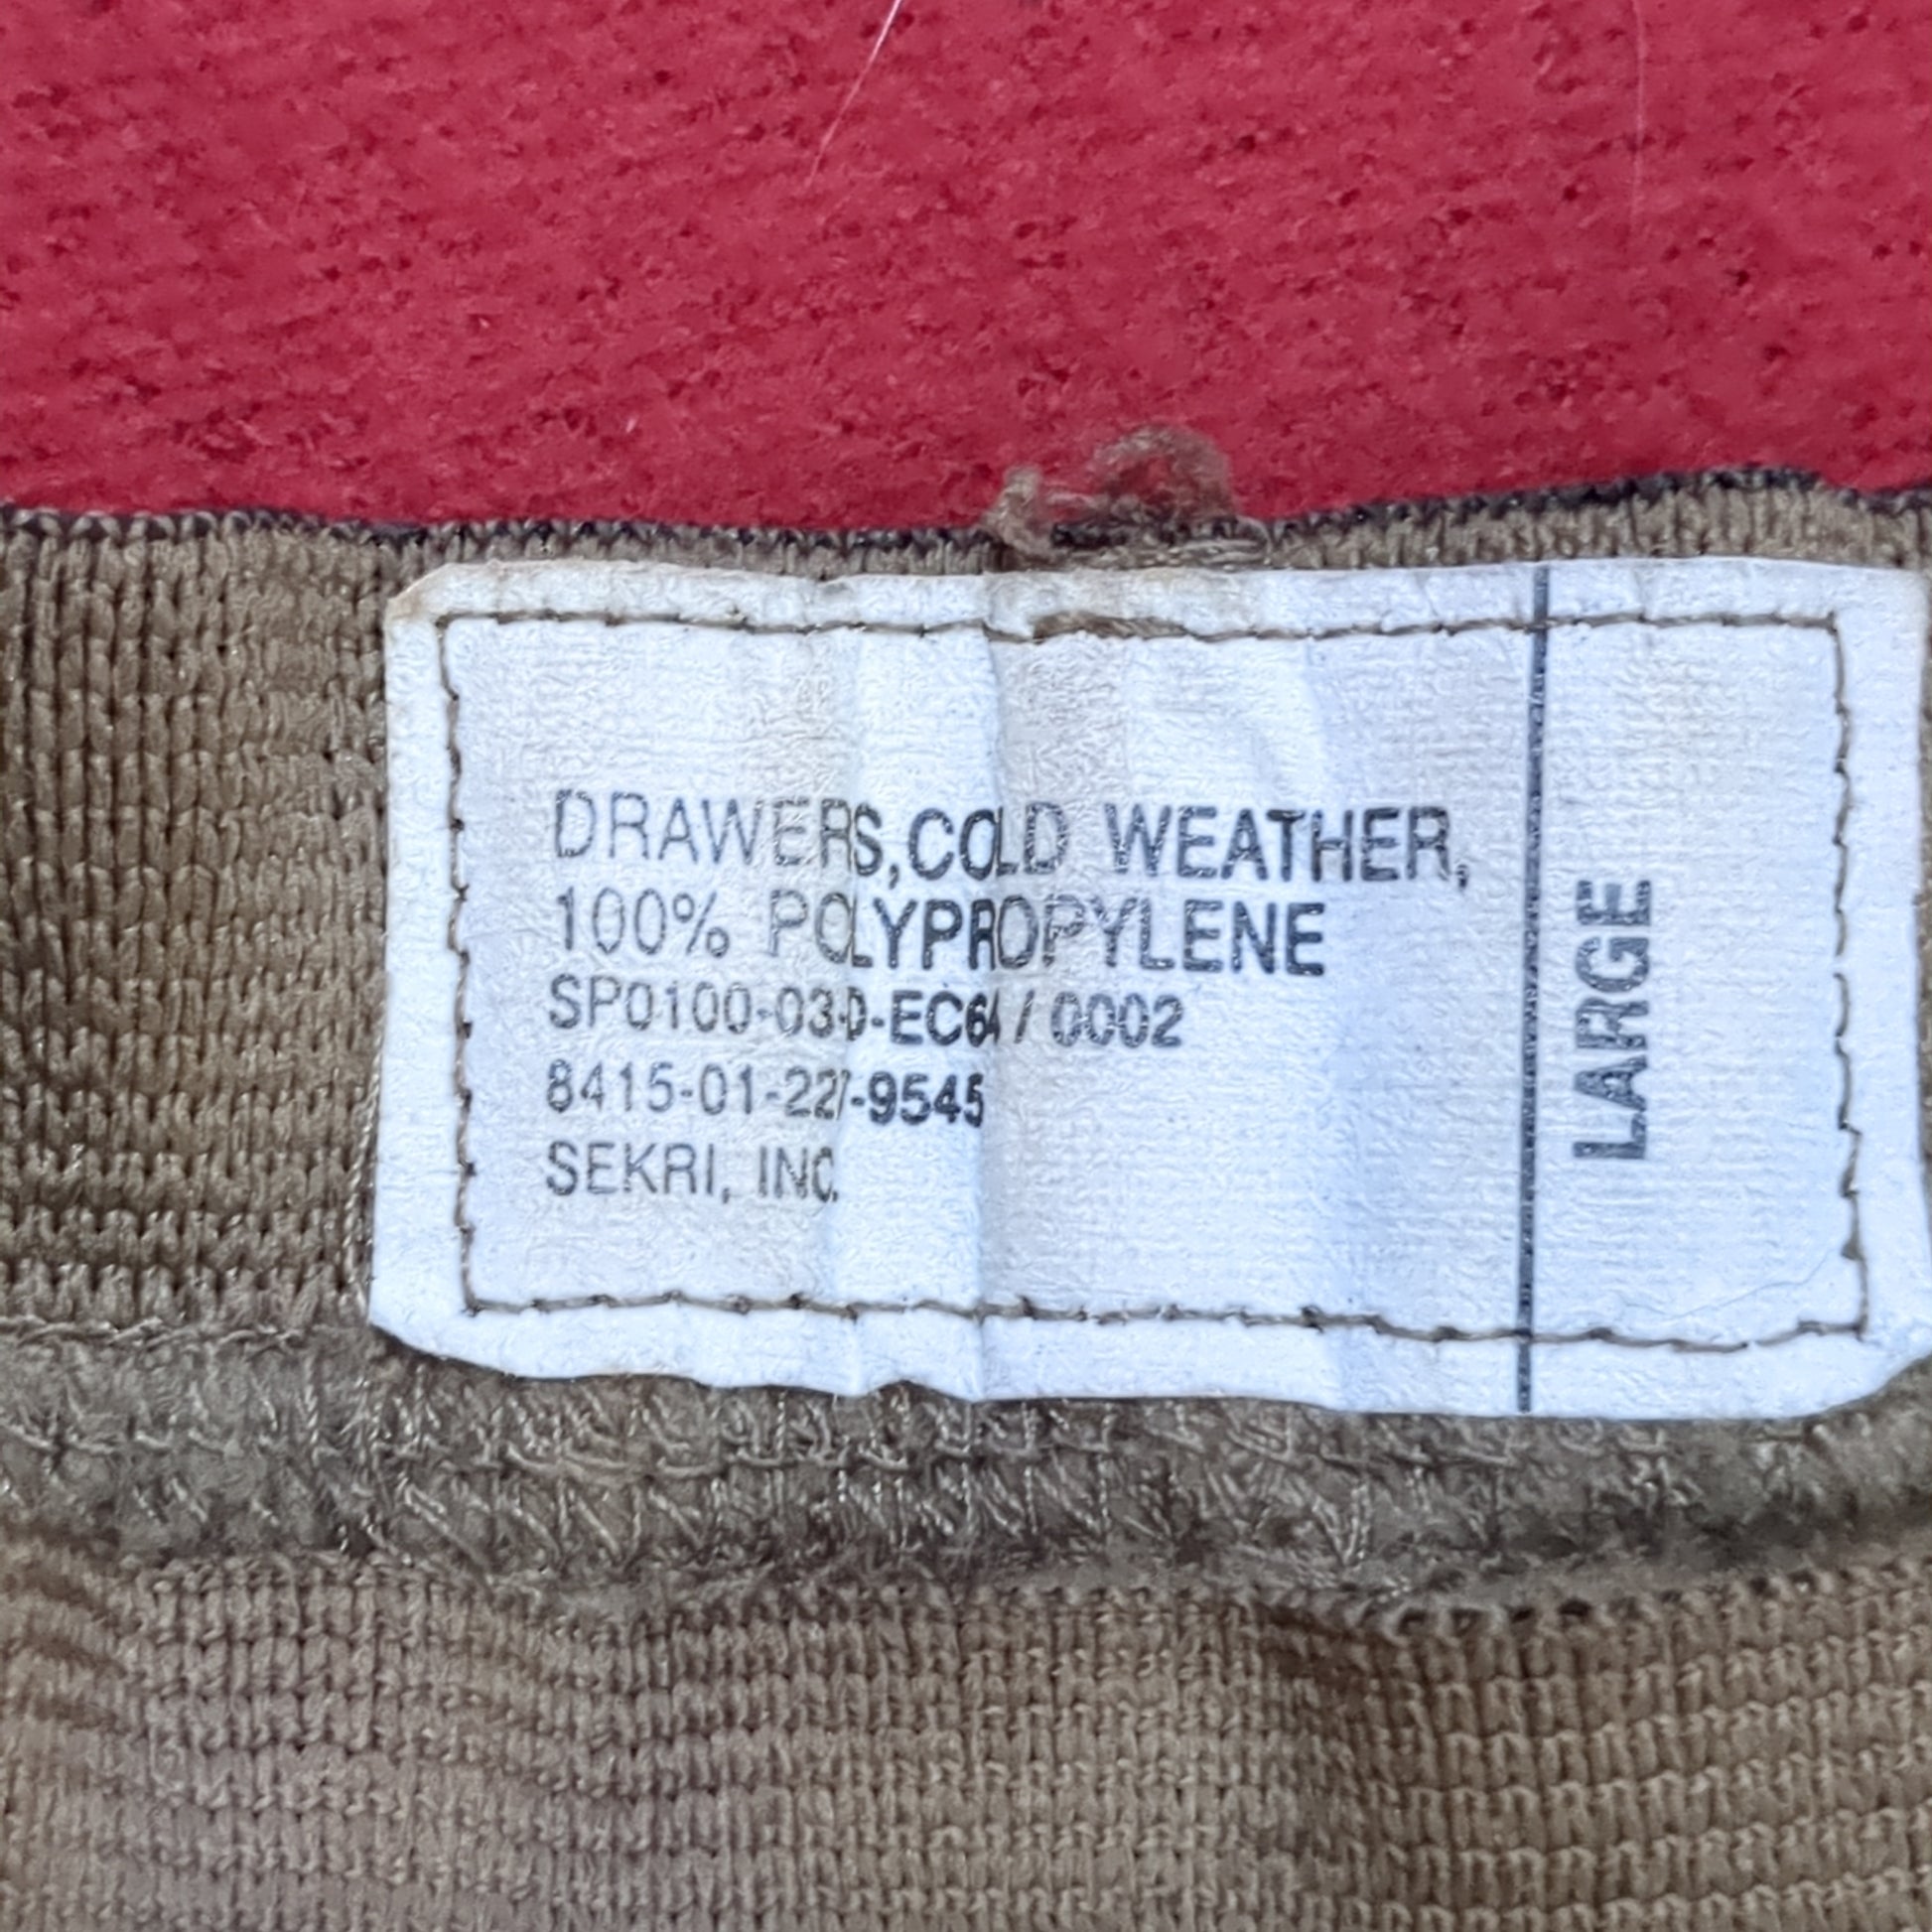 DRAWERS,COLD WEATHER,
100% POLYPROPYLENE
SP0100-03-D-EC64 / 0002
8415-01-227-9545
SEKRI, INC.
LARGE